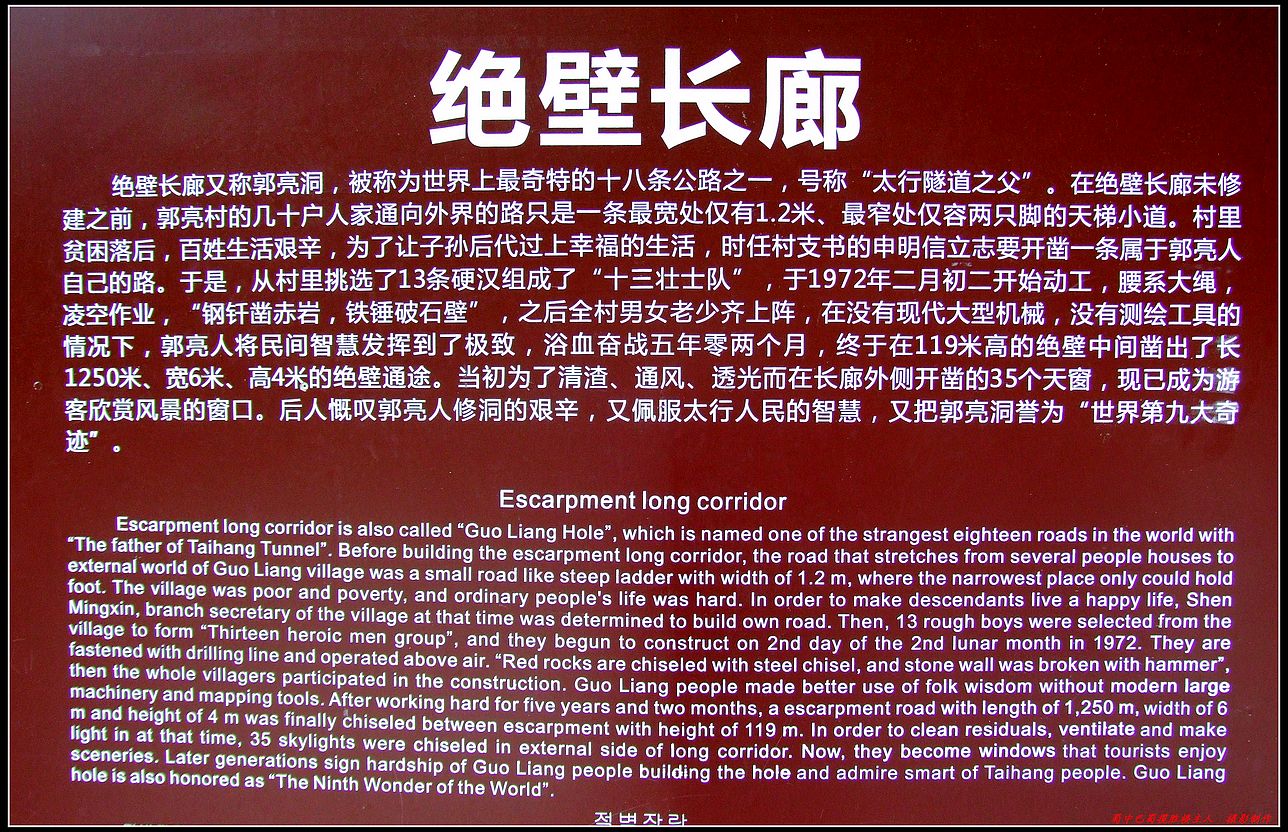 绝壁长廊
绝壁长廊又称郭亮洞，被称为世界上最奇特的十八条公路之一，号称“太行隧道之父”。在绝壁长廊未修
建之前，郭亮村的几十户人家通向外界的路只是一条最宽处仅有1.2米、最窄处仅容两只脚的天梯小道。村里
贫困落后，百姓生活艰辛，为了让子孙后代过上幸福的生活，时任村支书的申明信立志要开凿一条属于郭亮人
自己的路。于是，从村里挑选了13条硬汉组成了“十三壮士队”，于1972年二月初二开始动工，腰系大绳，
凌空作业，“钢钎凿赤岩，铁锤破石壁”，之后全村男女老少齐上阵，在没有现代大型机械，没有测绘工具的
情况下，郭亮人将民间智慧发挥到了极致，浴血奋战五年零两个月，终于在119米高的绝壁中间凿出了长
1250米、宽6米、高4米的绝壁通途。当初为了清渣、通风、透光而在长廊外侧开凿的35个天窗，现已成为游
客欣赏风景的窗口。后人慨叹郭亮人修洞的艰辛，又佩服太行人民的智慧，又把郭亮洞誉为“世界第九大奇
迹”。
Escarpment long corridor
Escarpment long corridor is also called “Guo Liang Hole”, which is named one of the strangest eighteen roads in the world with
“The father of Taihang Tunnel”. Before building the escarpment long corridor, the road that stretches from several people houses to
external world of Guo Liang village was a small road like steep ladder with width of 1.2 m, where the narrowest place only could hold
foot. The village was poor and poverty, and ordinary people's life was hard. In order to make descendants live a happy life, Shen
Mingxin, branch secretary of the village at that time was determined to build own road. Then, 13 rough boys were selected from the
village to form “Thirteen heroic men group”, and they begun to construct on 2nd day of the 2nd lunar month in 1972. They are
fastened with drilling line and operated above air. “Red rocks are chiseled with steel chisel, and stone wall was broken with hammer”,
then the whole villagers participated in the construction. Guo Liang people made better use of folk wisdom without modern large
machinery and mapping tools. After working hard for five years and two months, a escarpment road with length of 1,250 m, width of 6
m and height of 4 m was finally chiseled between escarpment with height of 119 m. In order to clean residuals, ventilate and make
light in at that time, 35 skylights were chiseled in external side of long corridor. Now, they become windows that tourists enjoy
sceneries. Later generations sign hardship of Guo Liang people building the hole and admire smart of Taihang people. Guo Liang
hole is also honored as “The Ninth Wonder of the World”.
절벽장랑